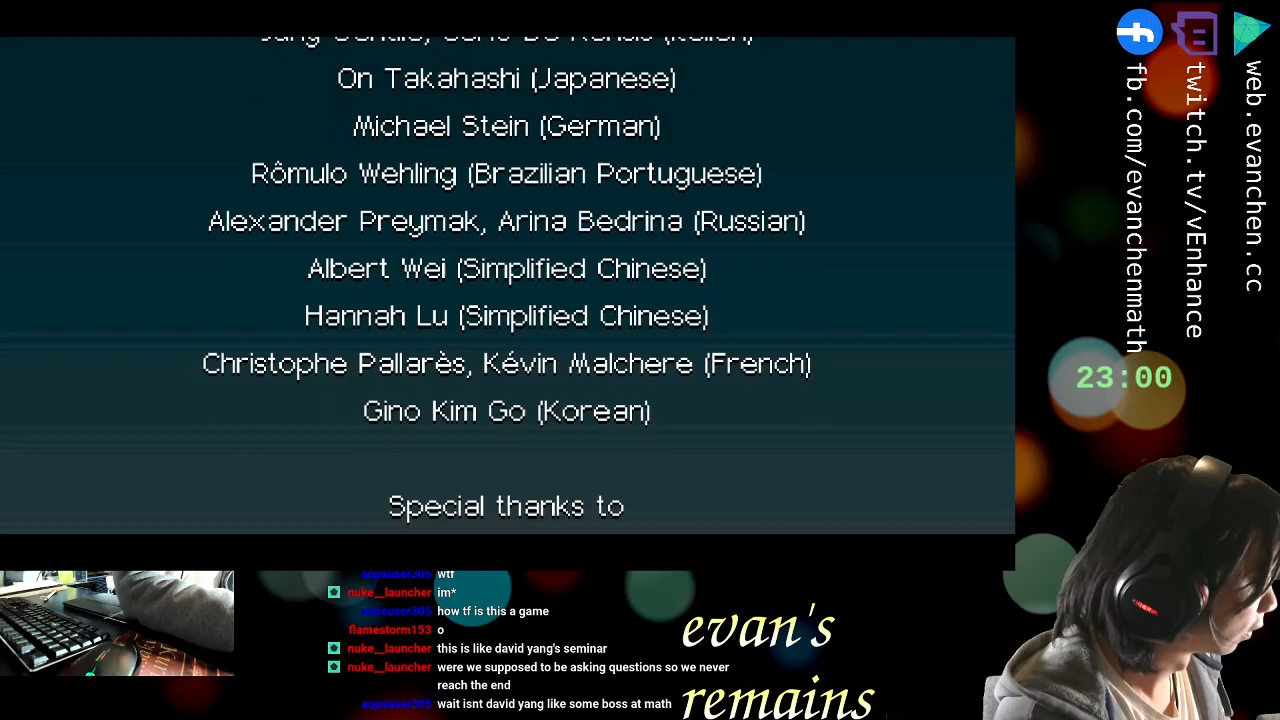 On Takahashi (Japanese)
Michael Stein (German)
Rômulo Wehling (Brazilian Portuguese)
Alexander Preymak, Arina Bedrina (Russian)
Albert Wei (Simplified Chinese)
Hannah Lu (Simplified Chinese)
Christophe Pallarès, Kévin Malchere (French)
Gino Kim Go (Korean)
Special thanks to
web.evanchen.cc
twitch.tv/vEnhance
fb.com/evanchenmath
23:00
wtf
nuke__launcher im*
how tf is this a game
flamestorm153 o
nuke__launcher this is like david yang's seminar
nuke__launcher were we supposed to be asking questions so we never
reach the end
wait isnt david yang like some boss at math
evan's
remains